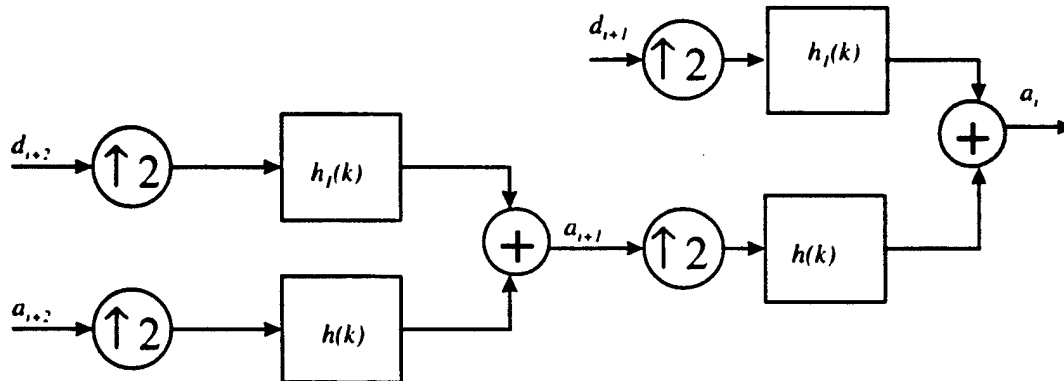 d_{i+1} ↑2 h_1(k)
+ a_i
d_{i+2} ↑2 h_1(k)
+ a_{i+1} ↑2 h(k)
a_{i+2} ↑2 h(k)